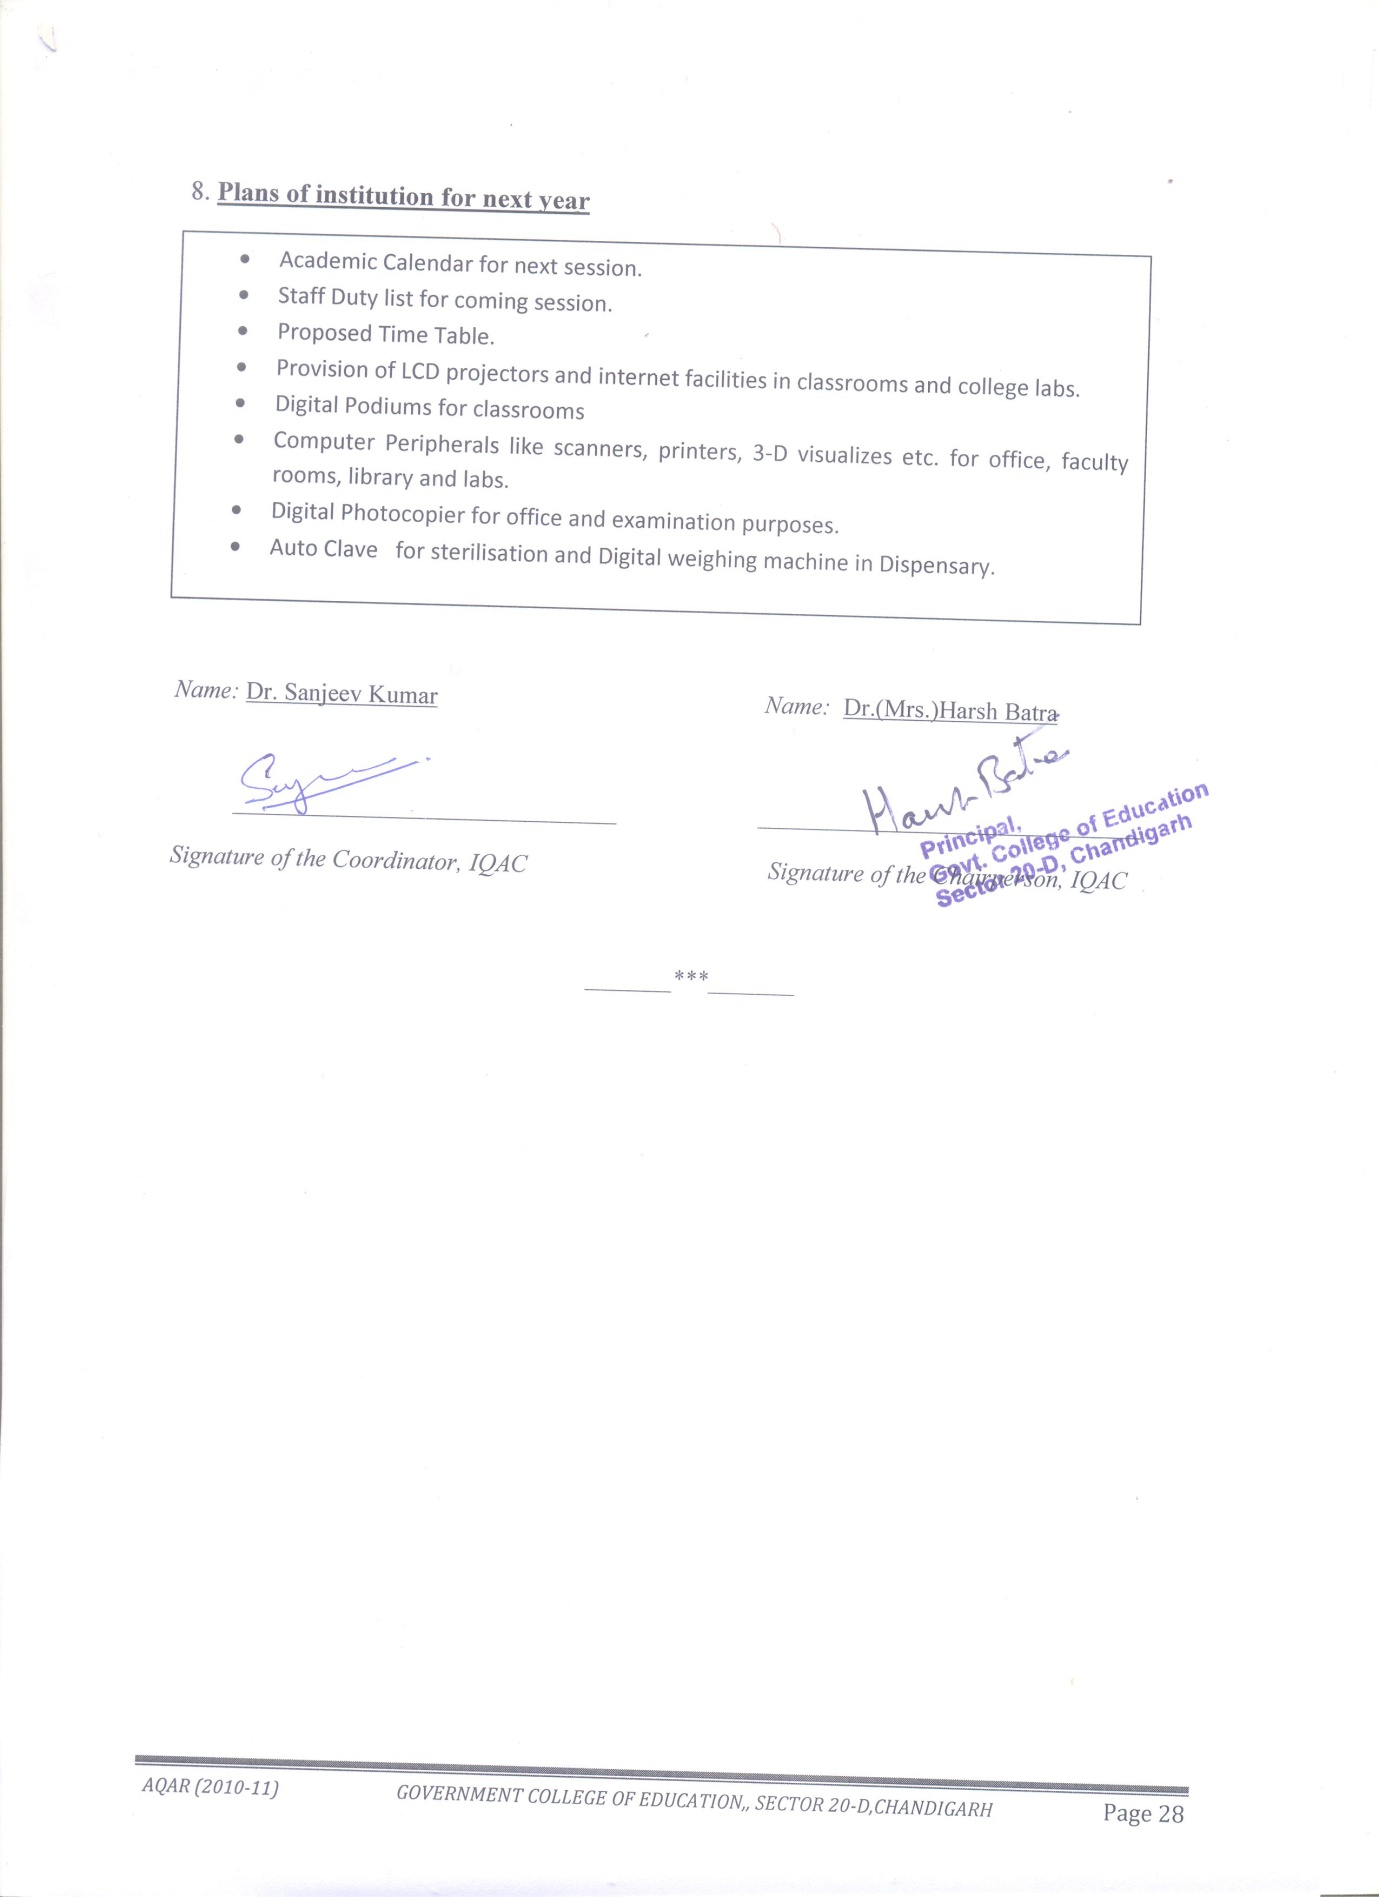 8. Plans of institution for next year
• Academic Calendar for next session.
• Staff Duty list for coming session.
• Proposed Time Table.
• Provision of LCD projectors and internet facilities in classrooms and college labs.
• Digital Podiums for classrooms
• Computer Peripherals like scanners, printers, 3-D visualizes etc. for office, faculty
rooms, library and labs.
• Digital Photocopier for office and examination purposes.
• Auto Clave for sterilisation and Digital weighing machine in Dispensary.
Name: Dr. Sanjeev Kumar
Name: Dr.(Mrs.)Harsh Batra
Harsh Batra
Principal,
Govt. College of Education
Sector 20-D, Chandigarh
Signature of the Coordinator, IQAC
Signature of the Chairperson, IQAC
_______***_______
AQAR (2010-11) GOVERNMENT COLLEGE OF EDUCATION,, SECTOR 20-D,CHANDIGARH Page 28